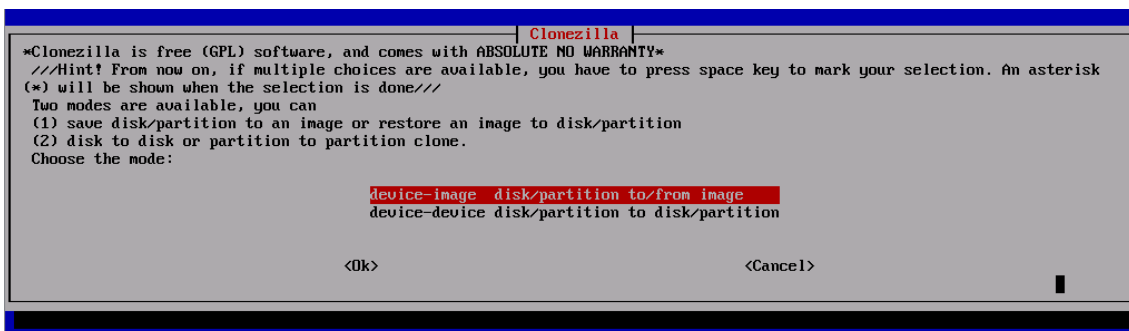 Clonezilla
*Clonezilla is free (GPL) software, and comes with ABSOLUTE NO WARRANTY*
///Hint! From now on, if multiple choices are available, you have to press space key to mark your selection. An asterisk
(*) will be shown when the selection is done///
Two modes are available, you can
(1) save disk/partition to an image or restore an image to disk/partition
(2) disk to disk or partition to partition clone.
Choose the mode:
device-image disk/partition to/from image
device-device disk/partition to disk/partition
<Ok> <Cancel>